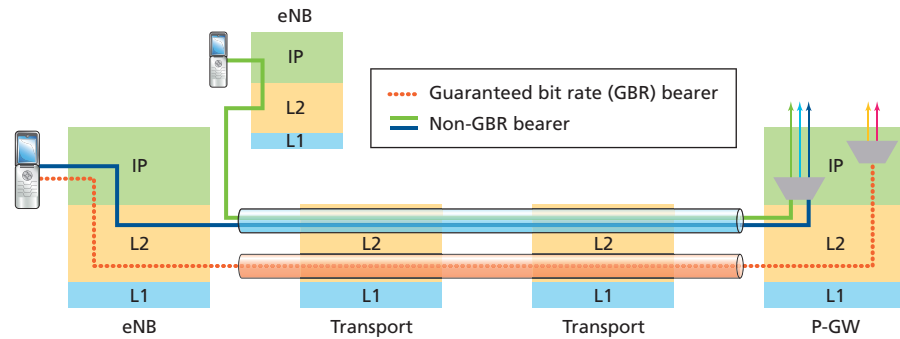 eNB
IP
L2
L1
Guaranteed bit rate (GBR) bearer
Non-GBR bearer
IP
L2
L1
eNB
L2
L1
Transport
L2
L1
Transport
IP
L2
L1
P-GW